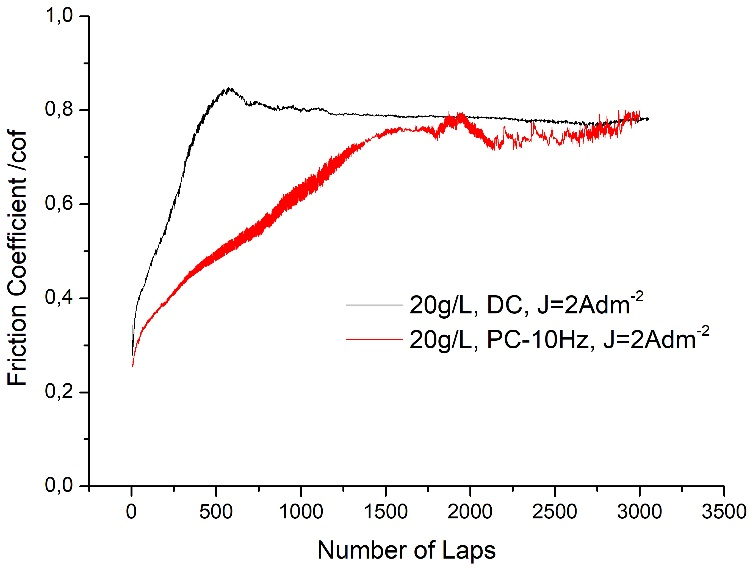 1,0
0,8
0,6
0,4
0,2
0,0
Friction Coefficient /cof
20g/L, DC, J=2Adm⁻²
20g/L, PC-10Hz, J=2Adm⁻²
0 500 1000 1500 2000 2500 3000 3500
Number of Laps